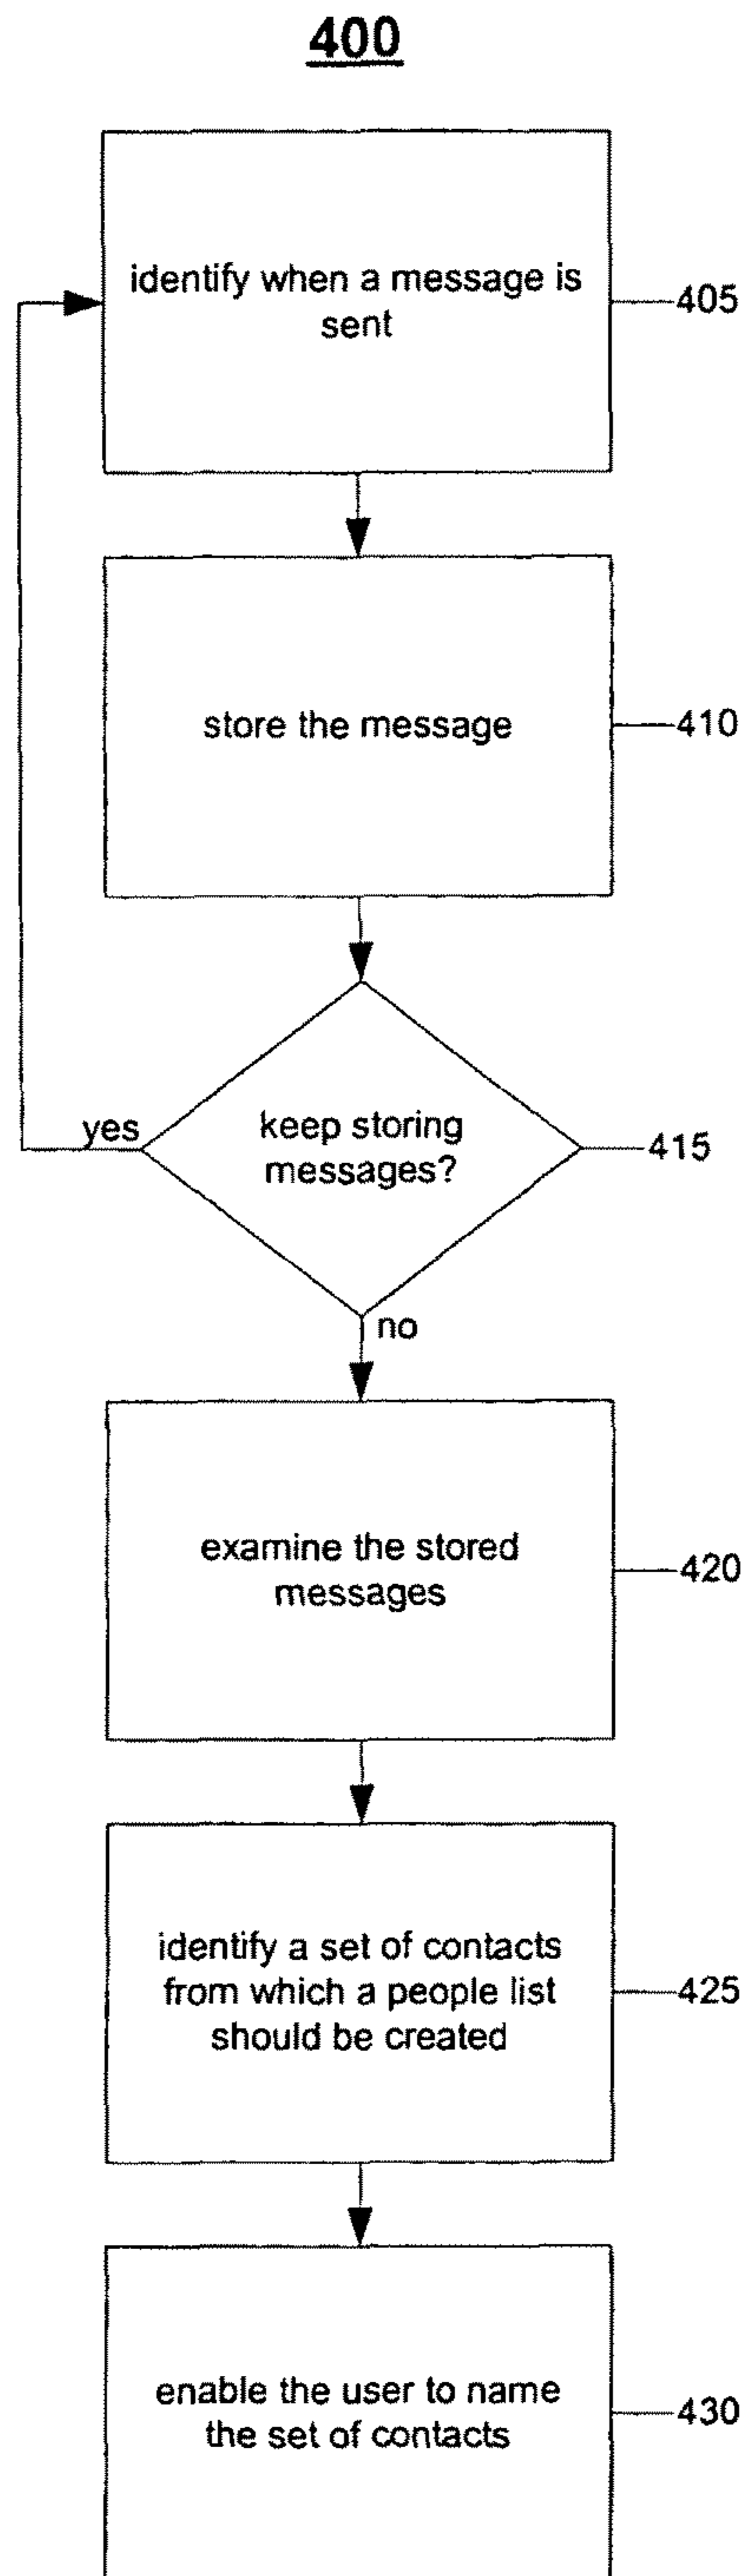 400
identify when a message is
sent
405
store the message
410
keep storing
messages?
415
yes
no
examine the stored
messages
420
identify a set of contacts
from which a people list
should be created
425
enable the user to name
the set of contacts
430